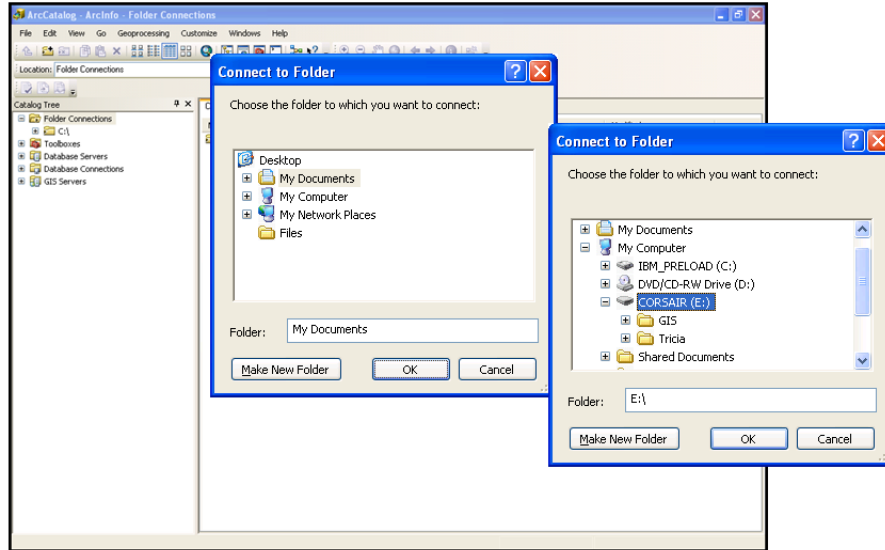 ArcCatalog - ArcInfo - Folder Connections
File Edit View Go Geoprocessing Customize Windows Help
Location: Folder Connections
Catalog Tree
Folder Connections
C:\
Toolboxes
Database Servers
Database Connections
GIS Servers
Connect to Folder
Choose the folder to which you want to connect:
Desktop
My Documents
My Computer
My Network Places
Files
Folder: My Documents
Make New Folder OK Cancel
Connect to Folder
Choose the folder to which you want to connect:
My Documents
My Computer
IBM_PRELOAD (C:)
DVD/CD-RW Drive (D:)
CORSAIR (E:)
GIS
Tricia
Shared Documents
Folder: E:\
Make New Folder OK Cancel